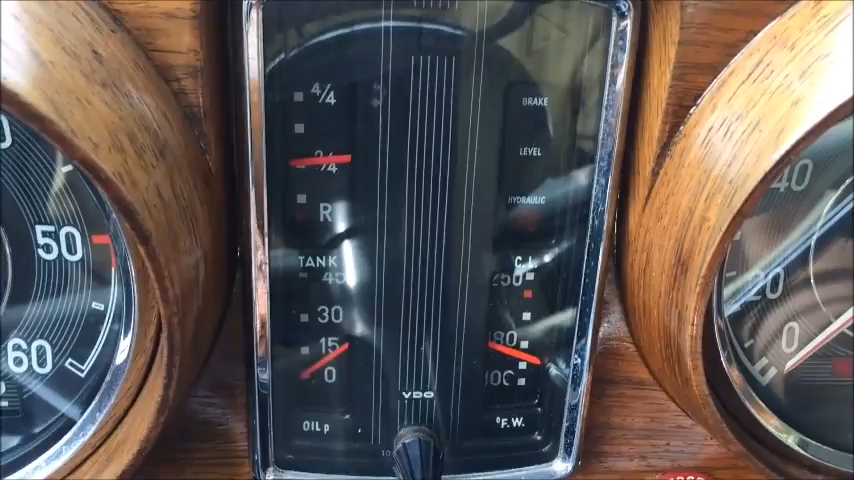 VDO
4/4
2/4
R
TANK
45
30
15
0
OIL P
BRAKE
LEVEL
HYDRAULIC
C.L
250
180
100
°F.W.
VDO
50
60
40
20
0